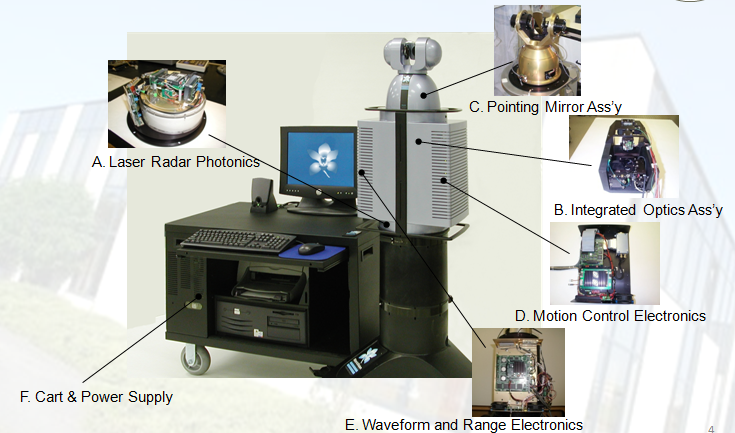 C. Pointing Mirror Ass'y
A. Laser Radar Photonics
B. Integrated Optics Ass'y
D. Motion Control Electronics
F. Cart & Power Supply
E. Waveform and Range Electronics
4